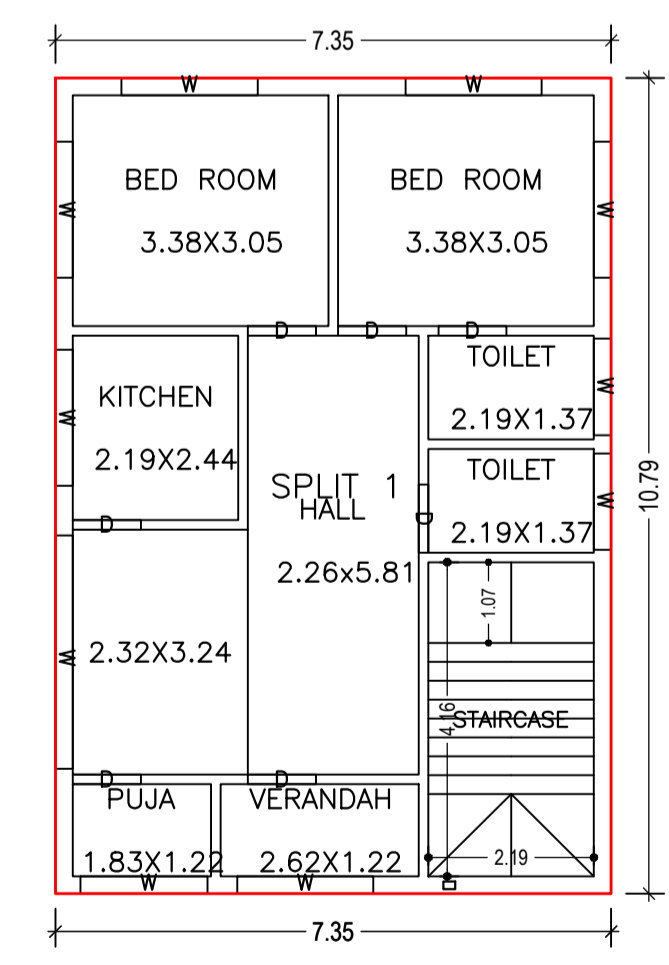 7.35
W W
BED ROOM BED ROOM
W W
3.38X3.05 3.38X3.05
D D D
TOILET
W
KITCHEN
W 2.19X1.37
2.19X2.44
TOILET
SPLIT 1
HALL
10.79
W
D D
2.19X1.37
2.26x5.81
1.07
W 2.32X3.24
4.16
STAIRCASE
D D
PUJA VERANDAH
1.83X1.22 2.62X1.22
2.19
W W D
7.35